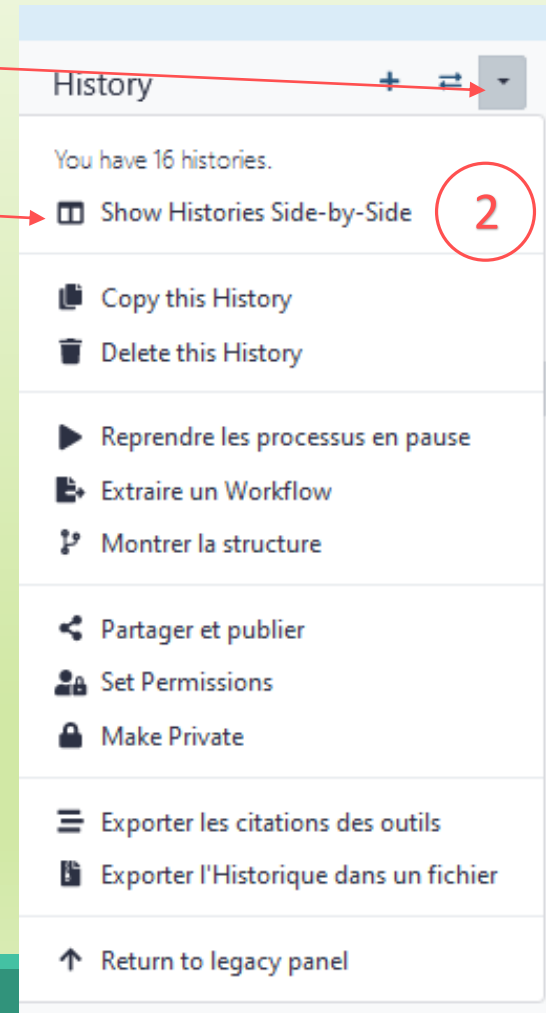 History
You have 16 histories.
Show Histories Side-by-Side
2
Copy this History
Delete this History
Reprendre les processus en pause
Extraire un Workflow
Montrer la structure
Partager et publier
Set Permissions
Make Private
Exporter les citations des outils
Exporter l'Historique dans un fichier
Return to legacy panel